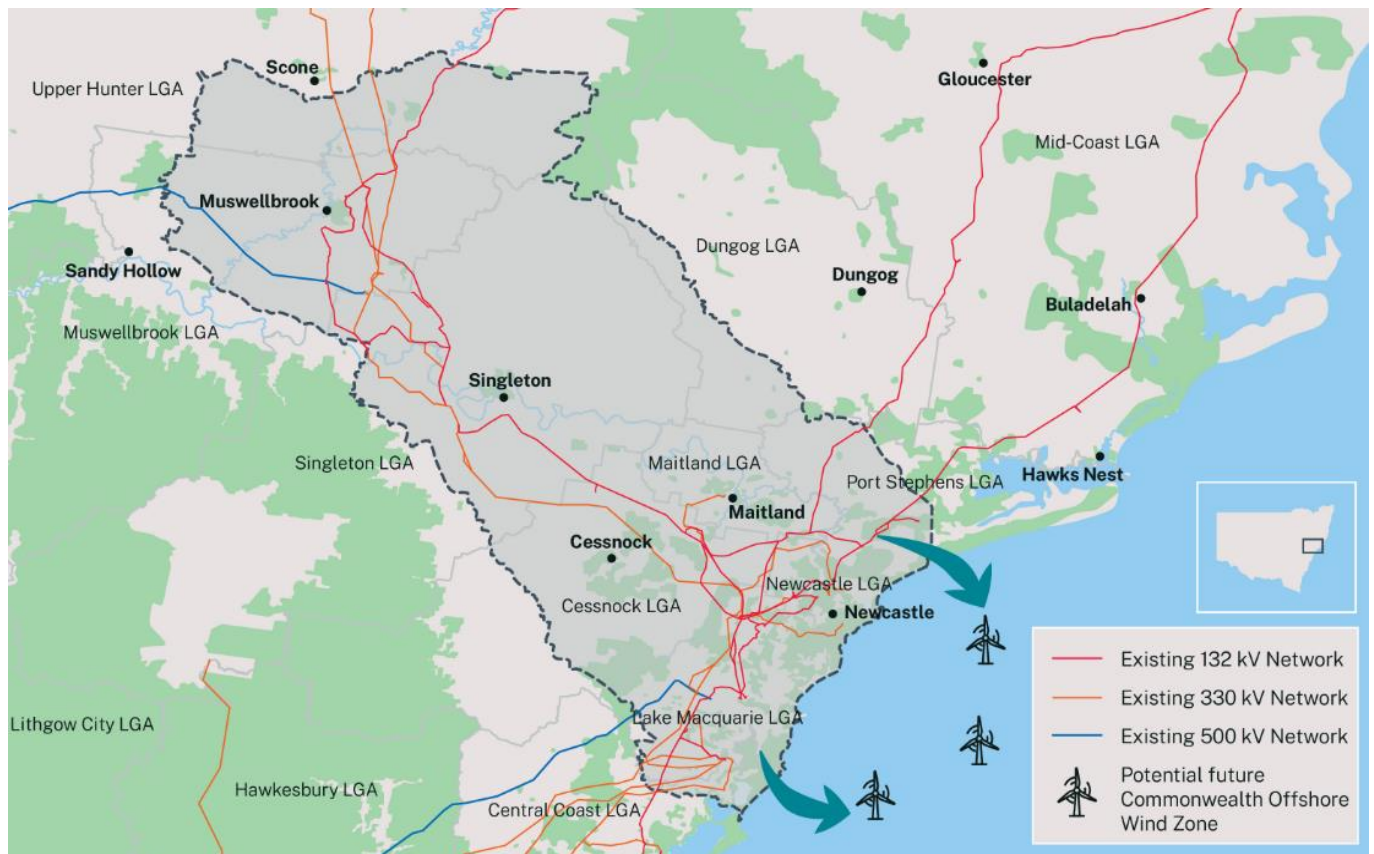 Scone
Gloucester
Upper Hunter LGA
Mid-Coast LGA
Muswellbrook
Dungog LGA
Sandy Hollow
Dungog
Buladelah
Muswellbrook LGA
Singleton
Singleton LGA
Maitland LGA
Hawks Nest
Port Stephens LGA
Maitland
Cessnock
Newcastle LGA
Cessnock LGA
Newcastle
Existing 132 kV Network
Existing 330 kV Network
Lithgow City LGA
Lake Macquarie LGA
Existing 500 kV Network
Hawkesbury LGA
Central Coast LGA
Potential future
Commonwealth Offshore
Wind Zone